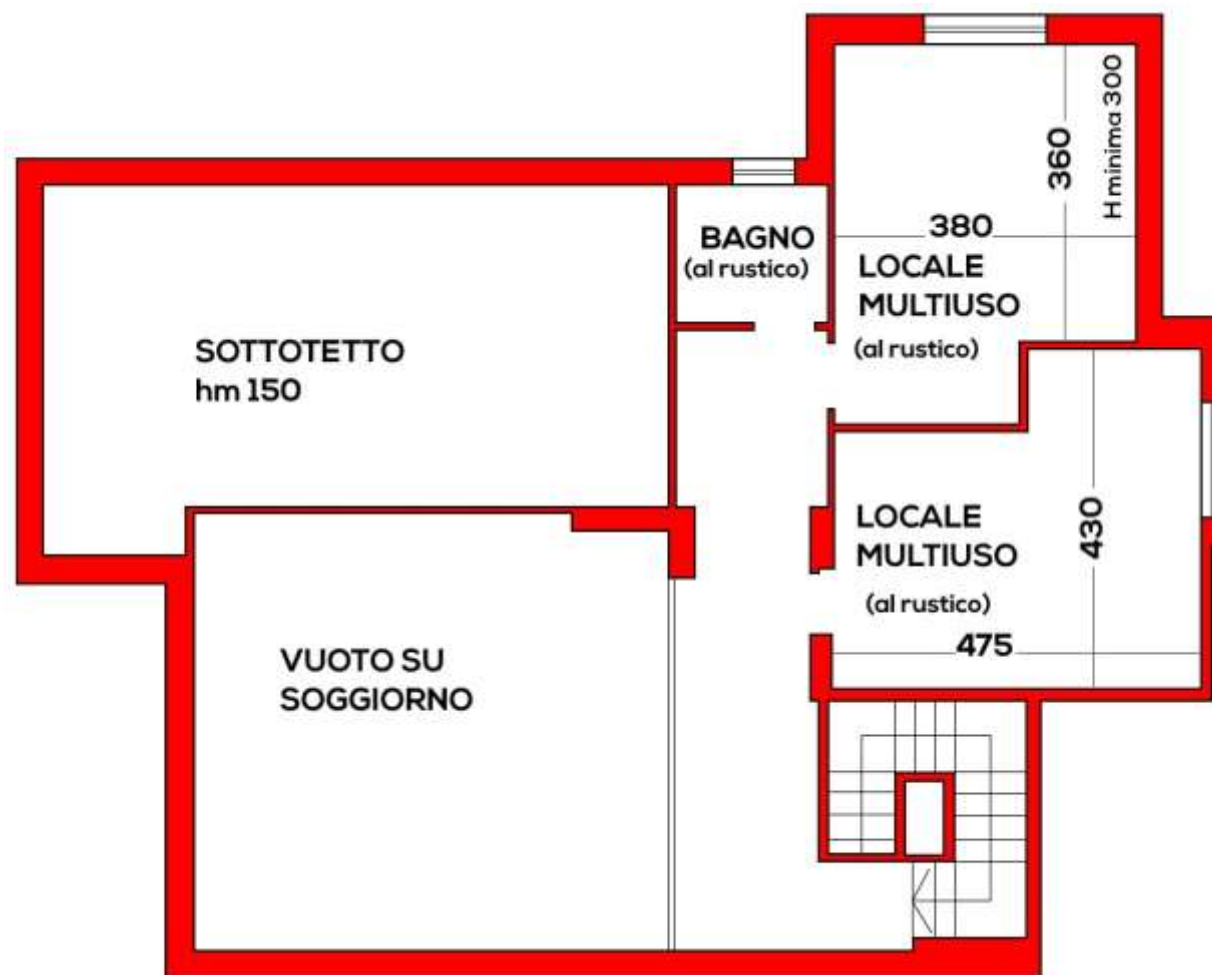 H minima 300
360
380
BAGNO
(al rustico)
LOCALE
MULTIUSO
(al rustico)
SOTTOTETTO
hm 150
LOCALE
MULTIUSO
(al rustico)
430
475
VUOTO SU
SOGGIORNO